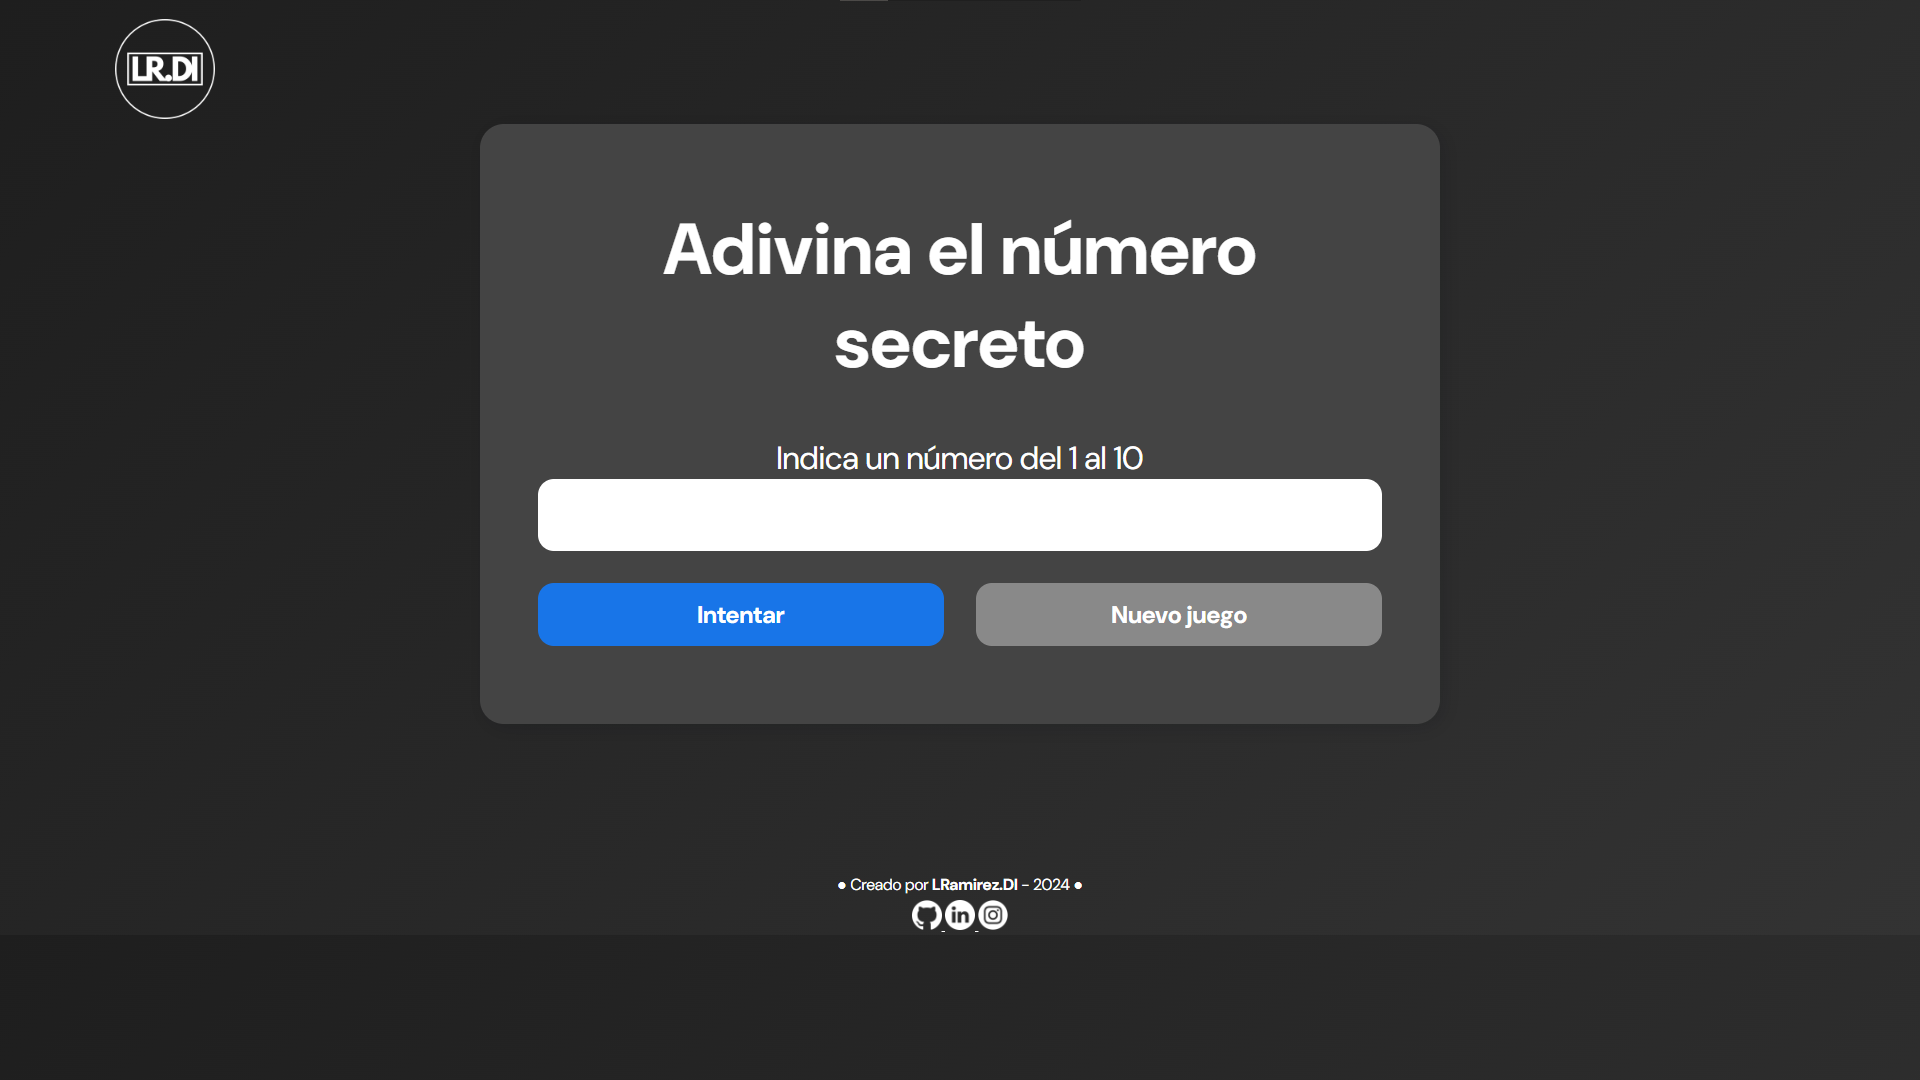 LR.DI
Adivina el número
secreto
Indica un número del 1 al 10
Intentar
Nuevo juego
● Creado por LRamirez.DI - 2024 ●
in